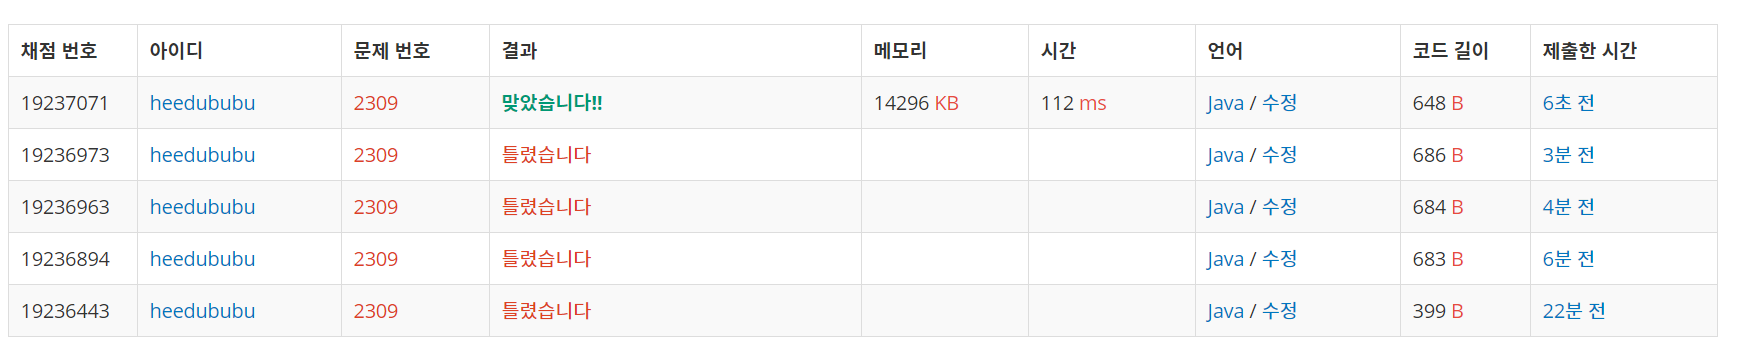 채점 번호 아이디 문제 번호 결과 메모리 시간 언어 코드 길이 제출한 시간
19237071 heedububu 2309 맞았습니다!! 14296 KB 112 ms Java / 수정 648 B 6초 전
19236973 heedububu 2309 틀렸습니다 Java / 수정 686 B 3분 전
19236963 heedububu 2309 틀렸습니다 Java / 수정 684 B 4분 전
19236894 heedububu 2309 틀렸습니다 Java / 수정 683 B 6분 전
19236443 heedububu 2309 틀렸습니다 Java / 수정 399 B 22분 전